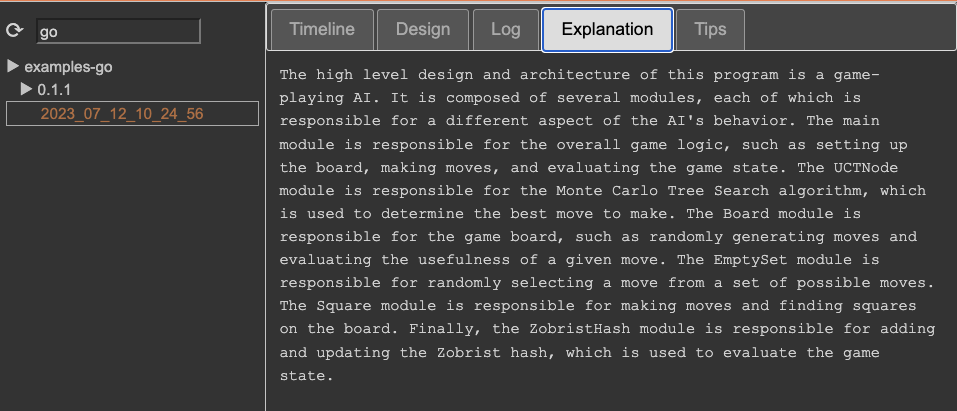 ⟳ go
Timeline Design Log Explanation Tips
▶ examples-go
▶ 0.1.1
2023_07_12_10_24_56
The high level design and architecture of this program is a game-
playing AI. It is composed of several modules, each of which is
responsible for a different aspect of the AI's behavior. The main
module is responsible for the overall game logic, such as setting up
the board, making moves, and evaluating the game state. The UCTNode
module is responsible for the Monte Carlo Tree Search algorithm, which
is used to determine the best move to make. The Board module is
responsible for the game board, such as randomly generating moves and
evaluating the usefulness of a given move. The EmptySet module is
responsible for randomly selecting a move from a set of possible moves.
The Square module is responsible for making moves and finding squares
on the board. Finally, the ZobristHash module is responsible for adding
and updating the Zobrist hash, which is used to evaluate the game
state.